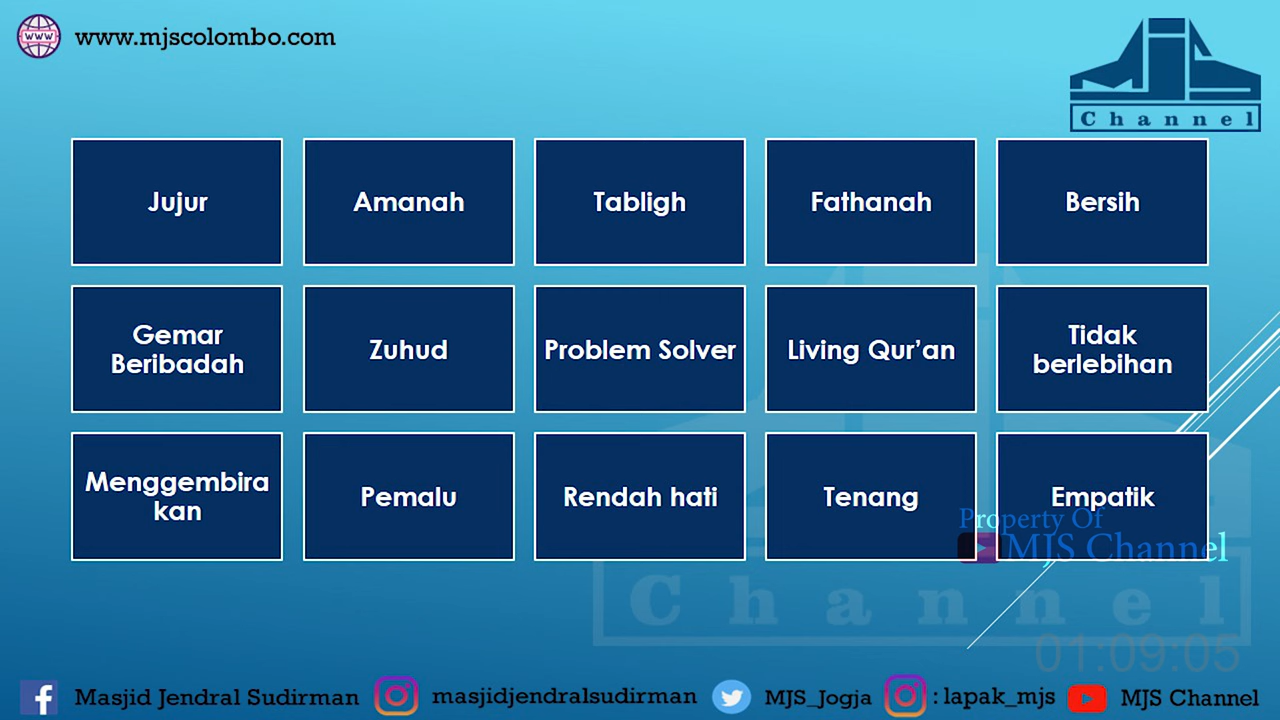 www
www.mjscolombo.com
MJS
Channel
Jujur
Amanah
Tabligh
Fathanah
Bersih
Gemar
Beribadah
Zuhud
Problem Solver
Living Qur'an
Tidak
berlebihan
Menggembira
kan
Pemalu
Rendah hati
Tenang
Empatik
Property Of
MJS Channel
Channel
01:09:05
Masjid Jendral Sudirman
masjidjendralsudirman
MJS_Jogja
: lapak_mjs
MJS Channel